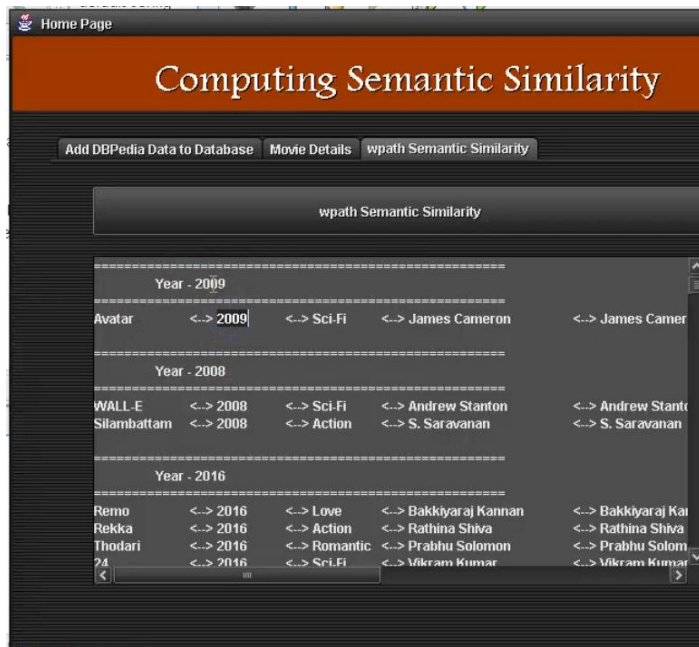 Home Page
Computing Semantic Similarity
Add DBPedia Data to Database Movie Details wpath Semantic Similarity
wpath Semantic Similarity
==================================================
Year - 2009
==================================================
Avatar <--> 2009 <--> Sci-Fi <--> James Cameron <--> James Camer
==================================================
Year - 2008
==================================================
WALL-E <--> 2008 <--> Sci-Fi <--> Andrew Stanton <--> Andrew Stanto
Silambattam <--> 2008 <--> Action <--> S. Saravanan <--> S. Saravanan
==================================================
Year - 2016
==================================================
Remo <--> 2016 <--> Love <--> Bakkiyaraj Kannan <--> Bakkiyaraj Kan
Rekka <--> 2016 <--> Action <--> Rathina Shiva <--> Rathina Shiva
Thodari <--> 2016 <--> Romantic <--> Prabhu Solomon <--> Prabhu Solom
24 <--> 2016 <--> Sci-Fi <--> Vikram Kumar <--> Vikram Kumar